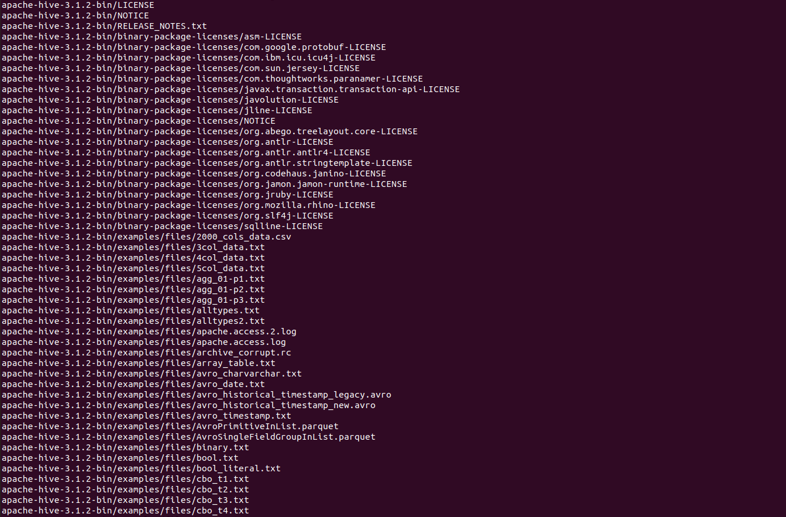 apache-hive-3.1.2-bin/LICENSE
apache-hive-3.1.2-bin/NOTICE
apache-hive-3.1.2-bin/RELEASE_NOTES.txt
apache-hive-3.1.2-bin/binary-package-licenses/asm-LICENSE
apache-hive-3.1.2-bin/binary-package-licenses/com.google.protobuf-LICENSE
apache-hive-3.1.2-bin/binary-package-licenses/com.ibm.icu.icu4j-LICENSE
apache-hive-3.1.2-bin/binary-package-licenses/com.sun.jersey-LICENSE
apache-hive-3.1.2-bin/binary-package-licenses/com.thoughtworks.paranamer-LICENSE
apache-hive-3.1.2-bin/binary-package-licenses/javax.transaction.transaction-api-LICENSE
apache-hive-3.1.2-bin/binary-package-licenses/javolution-LICENSE
apache-hive-3.1.2-bin/binary-package-licenses/jline-LICENSE
apache-hive-3.1.2-bin/binary-package-licenses/NOTICE
apache-hive-3.1.2-bin/binary-package-licenses/org.abego.treelayout.core-LICENSE
apache-hive-3.1.2-bin/binary-package-licenses/org.antlr-LICENSE
apache-hive-3.1.2-bin/binary-package-licenses/org.antlr.antlr4-LICENSE
apache-hive-3.1.2-bin/binary-package-licenses/org.antlr.stringtemplate-LICENSE
apache-hive-3.1.2-bin/binary-package-licenses/org.codehaus.janino-LICENSE
apache-hive-3.1.2-bin/binary-package-licenses/org.jamon.jamon-runtime-LICENSE
apache-hive-3.1.2-bin/binary-package-licenses/org.jruby-LICENSE
apache-hive-3.1.2-bin/binary-package-licenses/org.mozilla.rhino-LICENSE
apache-hive-3.1.2-bin/binary-package-licenses/org.slf4j-LICENSE
apache-hive-3.1.2-bin/binary-package-licenses/sqlline-LICENSE
apache-hive-3.1.2-bin/examples/files/2000_cols_data.csv
apache-hive-3.1.2-bin/examples/files/3col_data.txt
apache-hive-3.1.2-bin/examples/files/4col_data.txt
apache-hive-3.1.2-bin/examples/files/5col_data.txt
apache-hive-3.1.2-bin/examples/files/agg_01-p1.txt
apache-hive-3.1.2-bin/examples/files/agg_01-p2.txt
apache-hive-3.1.2-bin/examples/files/agg_01-p3.txt
apache-hive-3.1.2-bin/examples/files/alltypes.txt
apache-hive-3.1.2-bin/examples/files/alltypes2.txt
apache-hive-3.1.2-bin/examples/files/apache.access.2.log
apache-hive-3.1.2-bin/examples/files/apache.access.log
apache-hive-3.1.2-bin/examples/files/archive_corrupt.rc
apache-hive-3.1.2-bin/examples/files/array_table.txt
apache-hive-3.1.2-bin/examples/files/avro_charvarchar.txt
apache-hive-3.1.2-bin/examples/files/avro_date.txt
apache-hive-3.1.2-bin/examples/files/avro_historical_timestamp_legacy.avro
apache-hive-3.1.2-bin/examples/files/avro_historical_timestamp_new.avro
apache-hive-3.1.2-bin/examples/files/avro_timestamp.txt
apache-hive-3.1.2-bin/examples/files/AvroPrimitiveInList.parquet
apache-hive-3.1.2-bin/examples/files/AvroSingleFieldGroupInList.parquet
apache-hive-3.1.2-bin/examples/files/binary.txt
apache-hive-3.1.2-bin/examples/files/bool.txt
apache-hive-3.1.2-bin/examples/files/bool_literal.txt
apache-hive-3.1.2-bin/examples/files/cbo_t1.txt
apache-hive-3.1.2-bin/examples/files/cbo_t2.txt
apache-hive-3.1.2-bin/examples/files/cbo_t3.txt
apache-hive-3.1.2-bin/examples/files/cbo_t4.txt